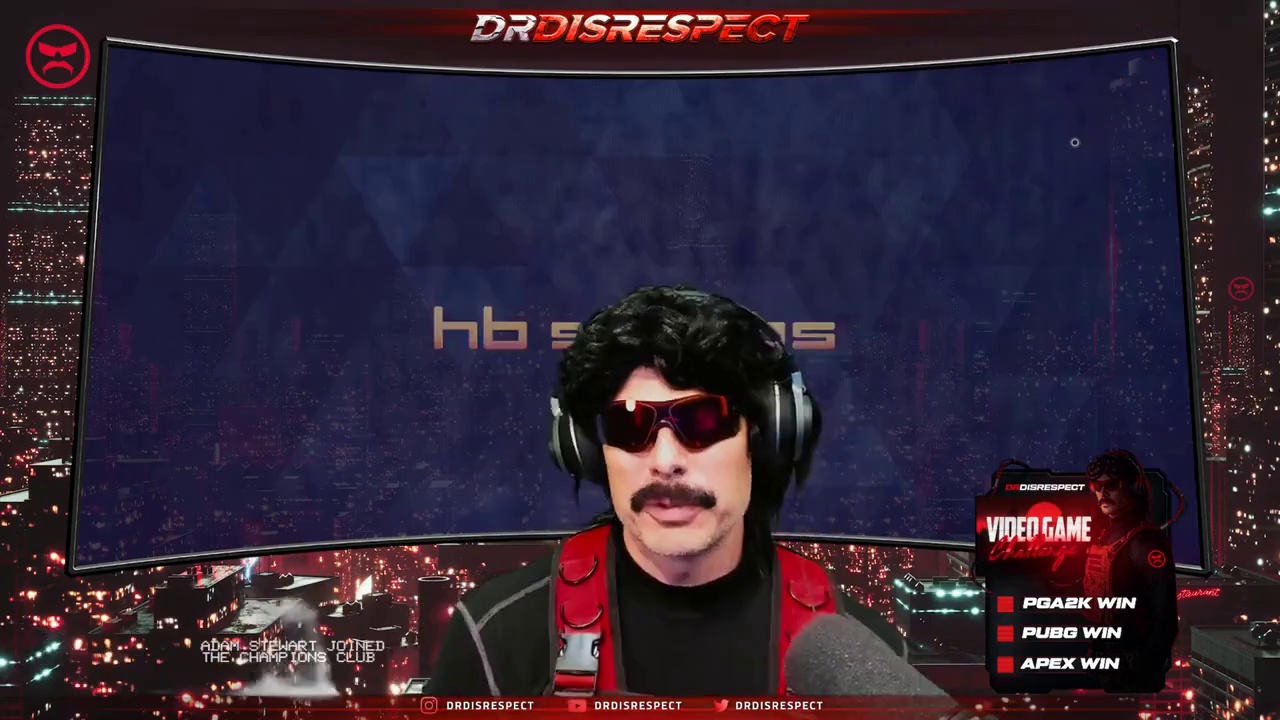 DRDISRESPECT
hb s
DRDISRESPECT
VIDEO GAME
Challenge
PGA2K WIN
PUBG WIN
APEX WIN
ADAM STEWART JOINED
THE CHAMPIONS CLUB
DRDISRESPECT DRDISRESPECT DRDISRESPECT